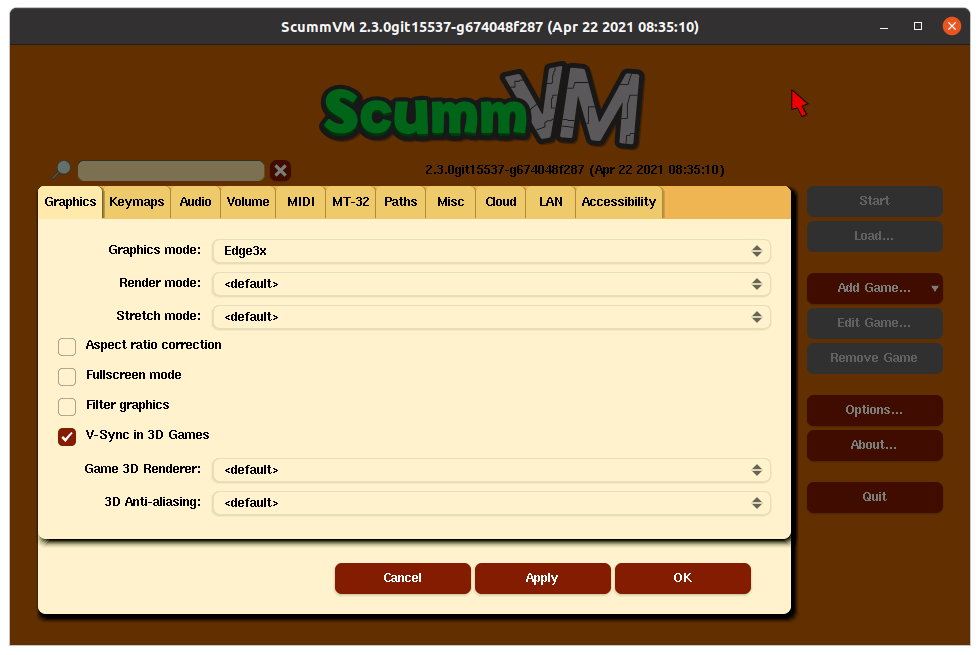 ScummVM 2.3.0git15537-g674048f287 (Apr 22 2021 08:35:10)
ScummVM
2.3.0git15537-g674048f287 (Apr 22 2021 08:35:10)
Graphics Keymaps Audio Volume MIDI MT-32 Paths Misc Cloud LAN Accessibility
Start
Load...
Add Game...
Edit Game...
Remove Game
Options...
About...
Quit
Graphics mode: Edge3x
Render mode: <default>
Stretch mode: <default>
Aspect ratio correction
Fullscreen mode
Filter graphics
V-Sync in 3D Games
Game 3D Renderer: <default>
3D Anti-aliasing: <default>
Cancel Apply OK